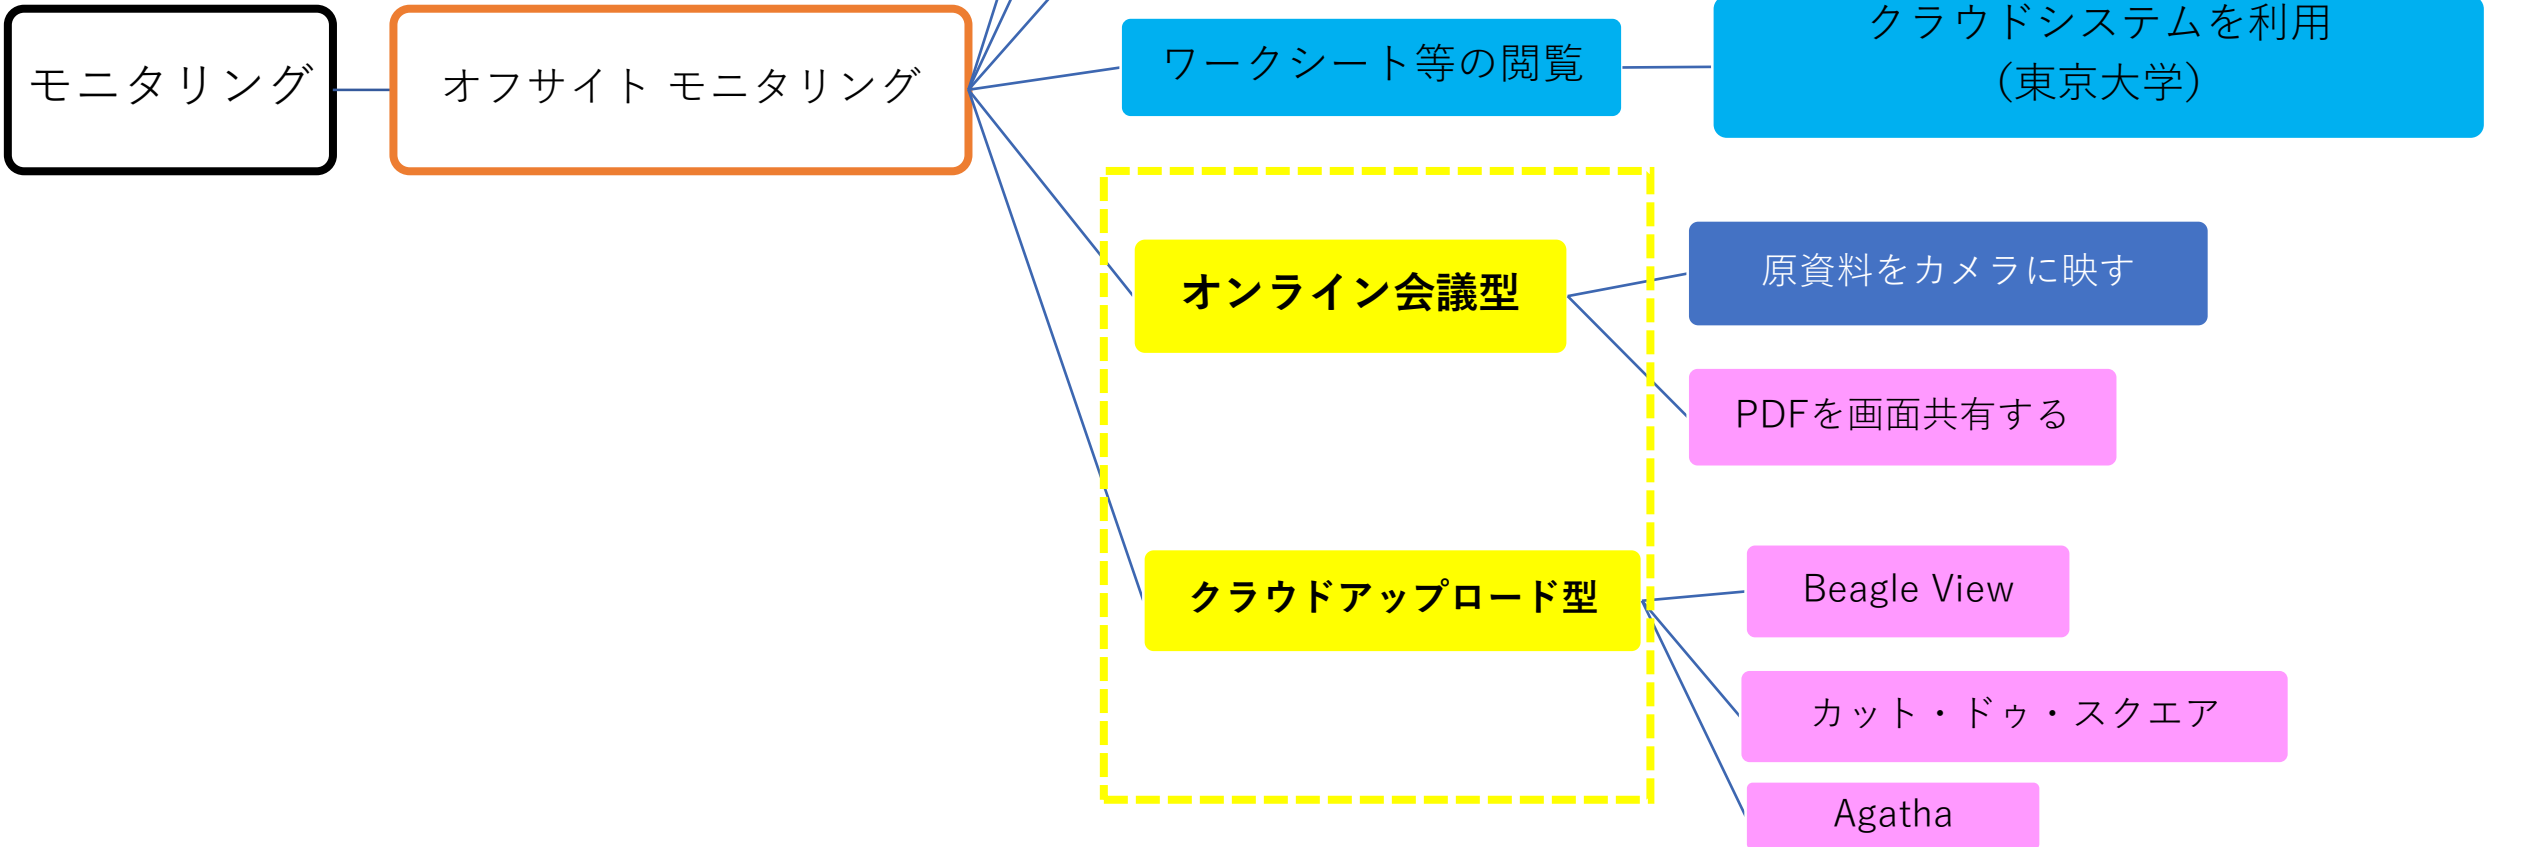 モニタリング
オフサイト モニタリング
ワークシート等の閲覧
クラウドシステムを利用
（東京大学）
オンライン会議型
原資料をカメラに映す
PDFを画面共有する
クラウドアップロード型
Beagle View
カット・ドゥ・スクエア
Agatha